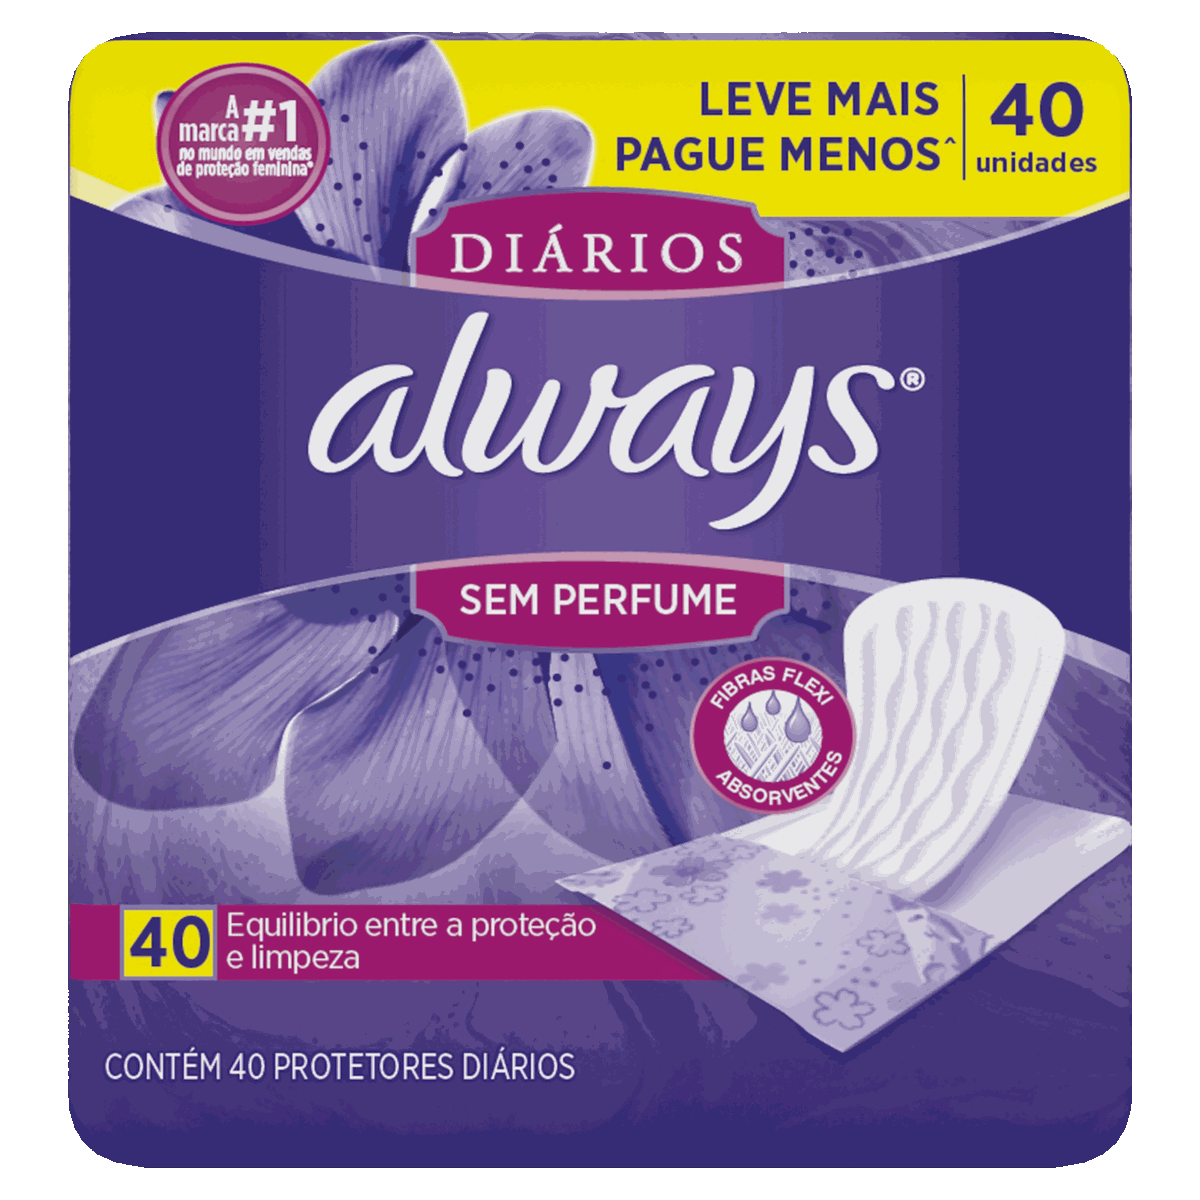 A
marca #1
no mundo em vendas
de proteção feminina*
LEVE MAIS
PAGUE MENOS^
40
unidades
DIÁRIOS
always®
SEM PERFUME
FIBRAS FLEXI
ABSORVENTES
40
Equilibrio entre a proteção
e limpeza
CONTÉM 40 PROTETORES DIÁRIOS